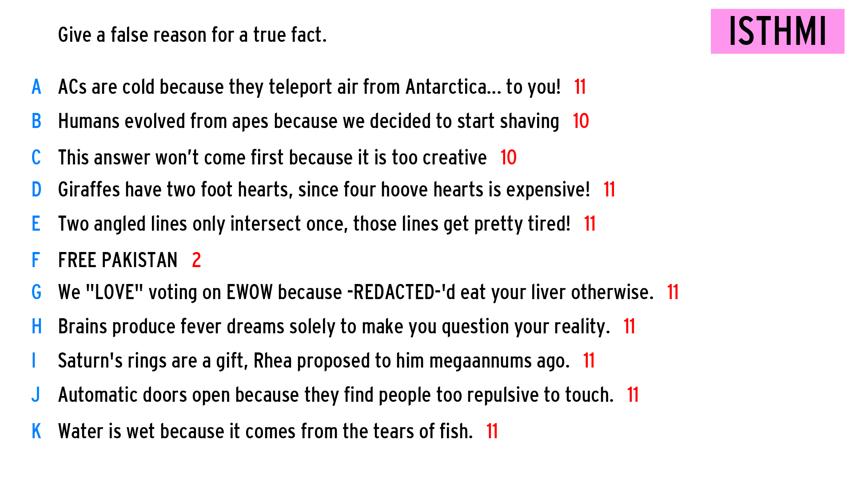 Give a false reason for a true fact.
ISTHMI
A ACs are cold because they teleport air from Antarctica... to you! 11
B Humans evolved from apes because we decided to start shaving 10
C This answer won't come first because it is too creative 10
D Giraffes have two foot hearts, since four hoove hearts is expensive! 11
E Two angled lines only intersect once, those lines get pretty tired! 11
F FREE PAKISTAN 2
G We "LOVE" voting on EWOW because -REDACTED-'d eat your liver otherwise. 11
H Brains produce fever dreams solely to make you question your reality. 11
I Saturn's rings are a gift, Rhea proposed to him megaannums ago. 11
J Automatic doors open because they find people too repulsive to touch. 11
K Water is wet because it comes from the tears of fish. 11